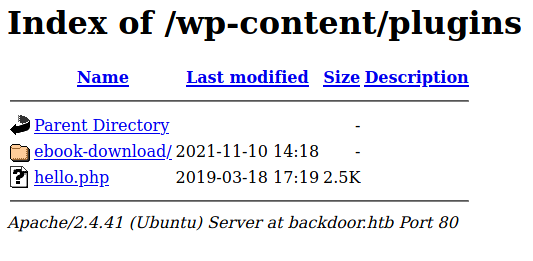 Index of /wp-content/plugins
Name Last modified Size Description
Parent Directory -
ebook-download/ 2021-11-10 14:18 -
hello.php 2019-03-18 17:19 2.5K
Apache/2.4.41 (Ubuntu) Server at backdoor.htb Port 80